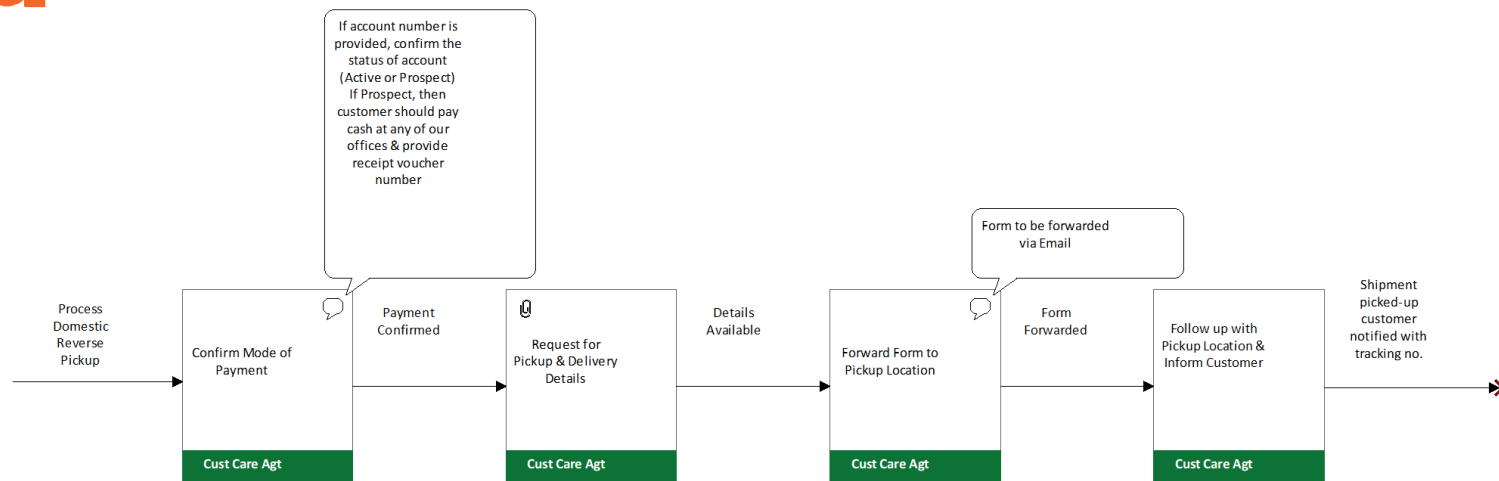 If account number is
provided, confirm the
status of account
(Active or Prospect)
If Prospect, then
customer should pay
cash at any of our
offices & provide
receipt voucher
number
Form to be forwarded
via Email
Process
Domestic
Reverse
Pickup
Confirm Mode of
Payment
Cust Care Agt
Payment
Confirmed
Request for
Pickup & Delivery
Details
Cust Care Agt
Details
Available
Forward Form to
Pickup Location
Cust Care Agt
Form
Forwarded
Follow up with
Pickup Location &
Inform Customer
Cust Care Agt
Shipment
picked-up
customer
notified with
tracking no.